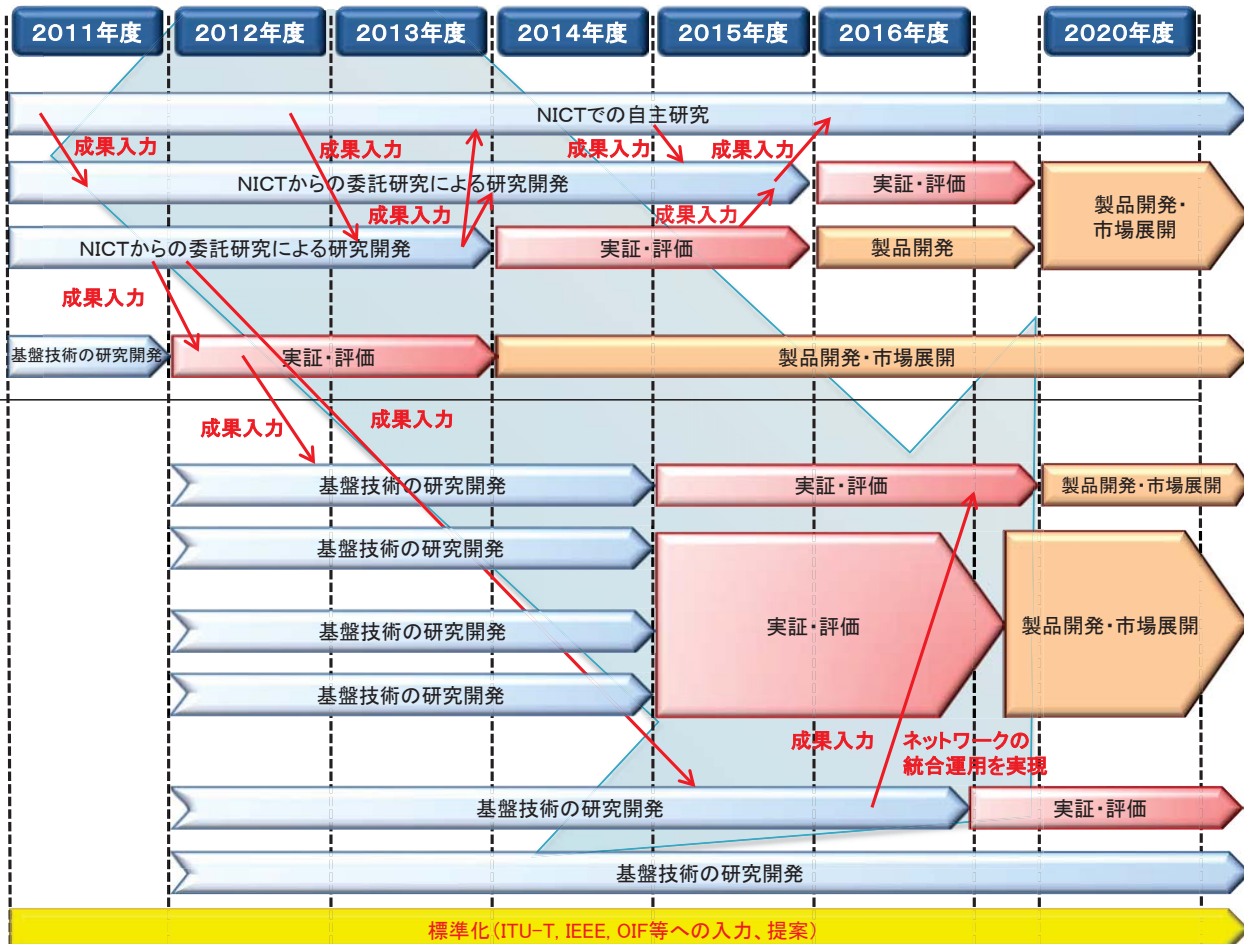 2011年度 2012年度 2013年度 2014年度 2015年度 2016年度 2020年度
NICTでの自主研究
成果入力 成果入力 成果入力 成果入力
NICTからの委託研究による研究開発 実証・評価
製品開発・
市場展開
成果入力 成果入力
NICTからの委託研究による研究開発 実証・評価 製品開発
成果入力
基盤技術の研究開発 実証・評価 製品開発・市場展開
成果入力 成果入力
基盤技術の研究開発 実証・評価 製品開発・市場展開
基盤技術の研究開発
実証・評価 製品開発・市場展開
基盤技術の研究開発
基盤技術の研究開発
成果入力 ネットワークの
統合運用を実現
基盤技術の研究開発 実証・評価
基盤技術の研究開発
標準化(ITU-T, IEEE, OIF等への入力、提案)